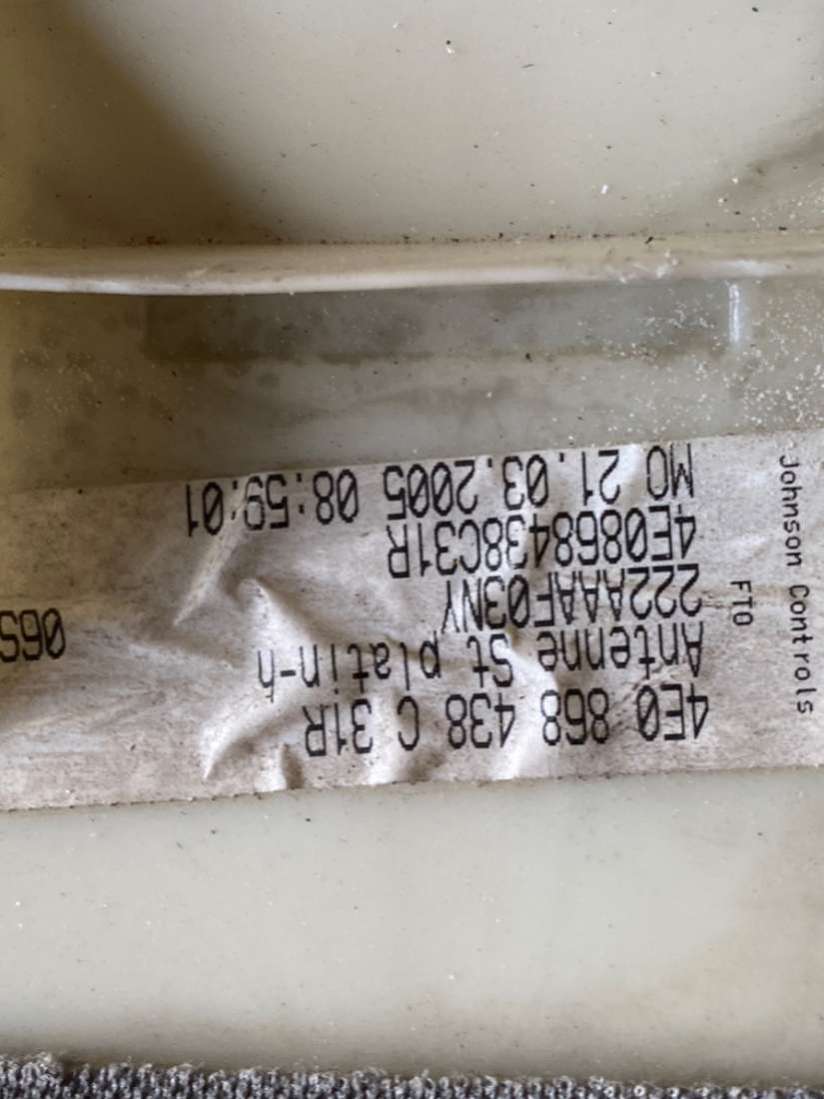 4E0 868 438 C 31R
Antenne St platin-h
222AAAF03NY
4E0868438C31R
MO 21.03.2005 08:59:01
FTO
Johnson Controls
06S